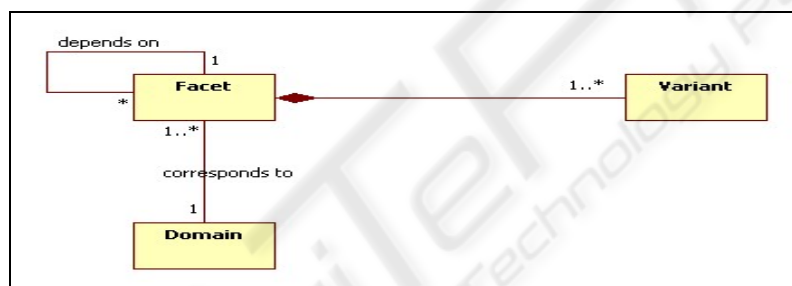 depends on
1
Facet
*
1..*
Variant
1..*
corresponds to
1
Domain